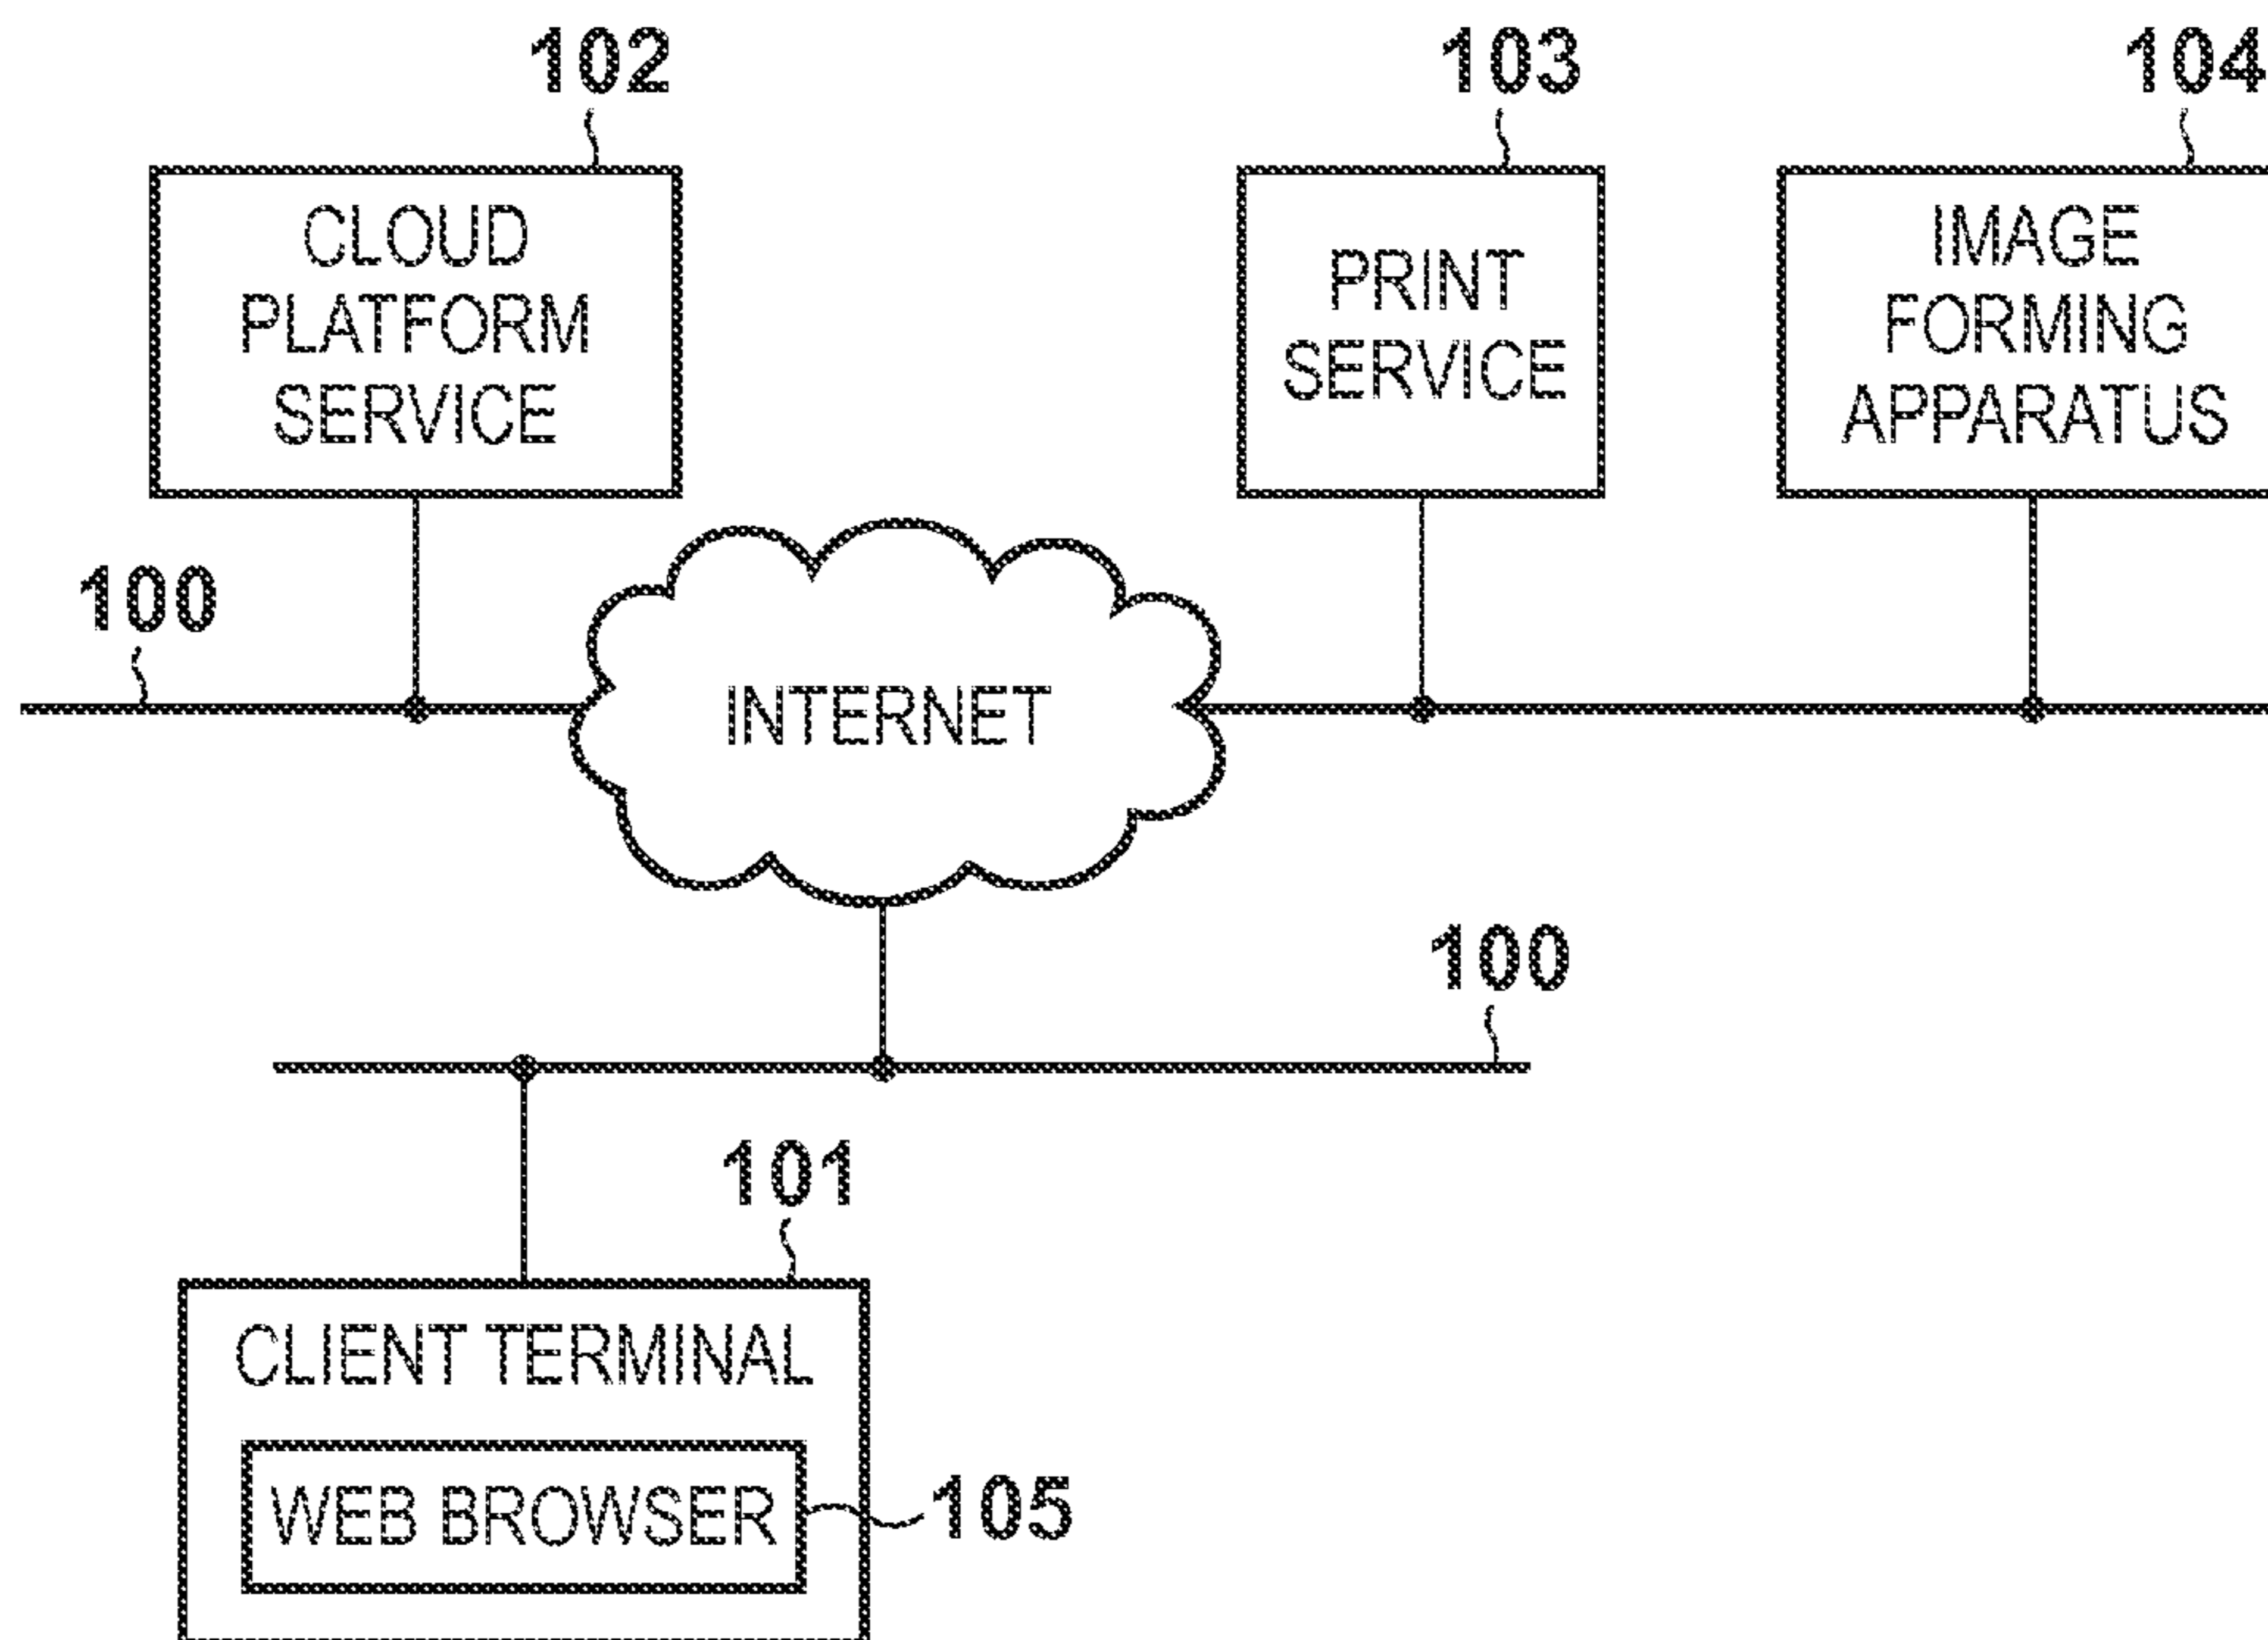 102
103
104
CLOUD
PLATFORM
SERVICE
PRINT
SERVICE
IMAGE
FORMING
APPARATUS
100
INTERNET
100
101
CLIENT TERMINAL
WEB BROWSER
105